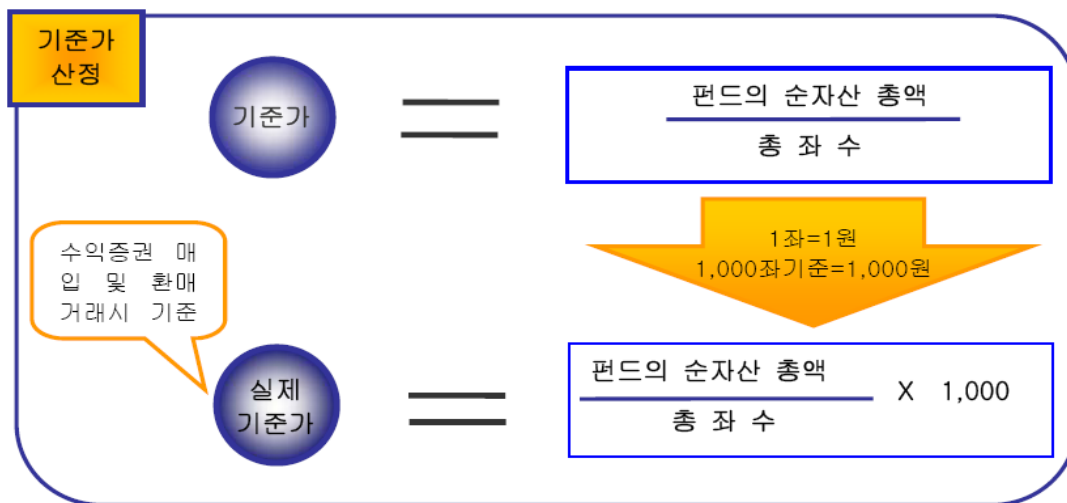 기준가
산정
기준가
펀드의 순자산 총액
총 좌 수
1좌=1원
1,000좌기준=1,000원
수익증권 매
입 및 환매
거래시 기준
실제
기준가
펀드의 순자산 총액
총 좌 수
X 1,000